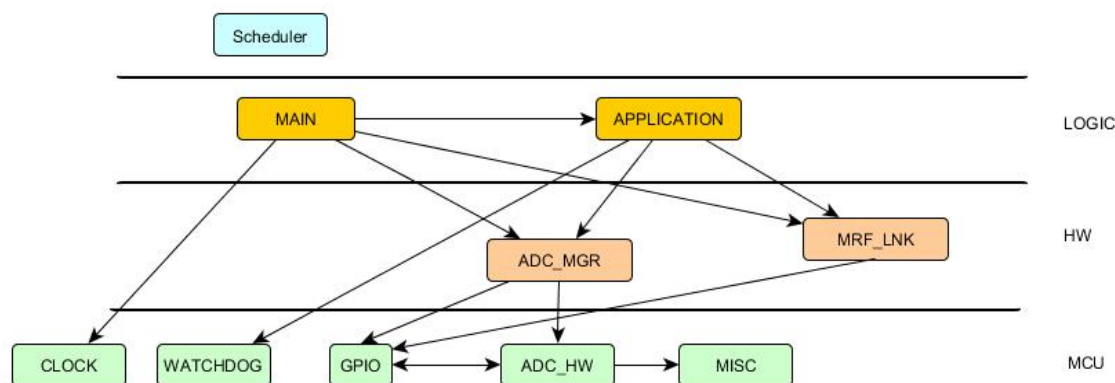 Scheduler
MAIN
APPLICATION
LOGIC
MRF_LNK
HW
ADC_MGR
CLOCK
WATCHDOG
GPIO
ADC_HW
MISC
MCU